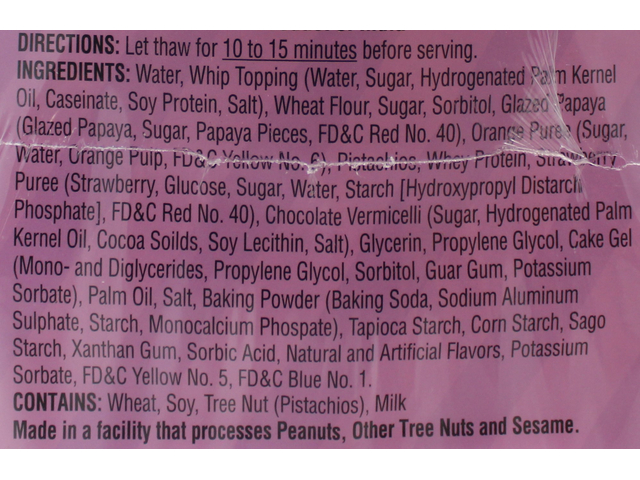 DIRECTIONS: Let thaw for 10 to 15 minutes before serving.
INGREDIENTS: Water, Whip Topping (Water, Sugar, Hydrogenated Palm Kernel
Oil, Caseinate, Soy Protein, Salt), Wheat Flour, Sugar, Sorbitol, Glazed Papaya
(Glazed Papaya, Sugar, Papaya Pieces, FD&C Red No. 40), Orange Puree (Sugar,
Water, Orange Pulp, FD&C Yellow No. 6), Pistachios, Whey Protein, Strawberry
Puree (Strawberry, Glucose, Sugar, Water, Starch [Hydroxypropyl Distarch
Phosphate], FD&C Red No. 40), Chocolate Vermicelli (Sugar, Hydrogenated Palm
Kernel Oil, Cocoa Soilds, Soy Lecithin, Salt), Glycerin, Propylene Glycol, Cake Gel
(Mono- and Diglycerides, Propylene Glycol, Sorbitol, Guar Gum, Potassium
Sorbate), Palm Oil, Salt, Baking Powder (Baking Soda, Sodium Aluminum
Sulphate, Starch, Monocalcium Phospate), Tapioca Starch, Corn Starch, Sago
Starch, Xanthan Gum, Sorbic Acid, Natural and Artificial Flavors, Potassium
Sorbate, FD&C Yellow No. 5, FD&C Blue No. 1.
CONTAINS: Wheat, Soy, Tree Nut (Pistachios), Milk
Made in a facility that processes Peanuts, Other Tree Nuts and Sesame.